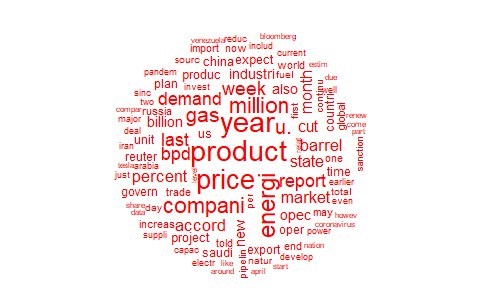 venezuela reduc bloomberg
import now includ
sourc china expect current
pandem produc industri world estim
plan week also fuel due
sinc invest demand million month continu well
two gas first countri
compar russia year u. cut global renew
major billion come
deal unit last us product barrel part
iran bpd state one sanction
reuter time
tesla arabia percent price report earlier
just level total
govern trade energi market even
share day compani per opec may howev
data increas accord new oper power coronavirus
suppli project told export end nation
capac saudi natur develop
electr like pipelin
around april start